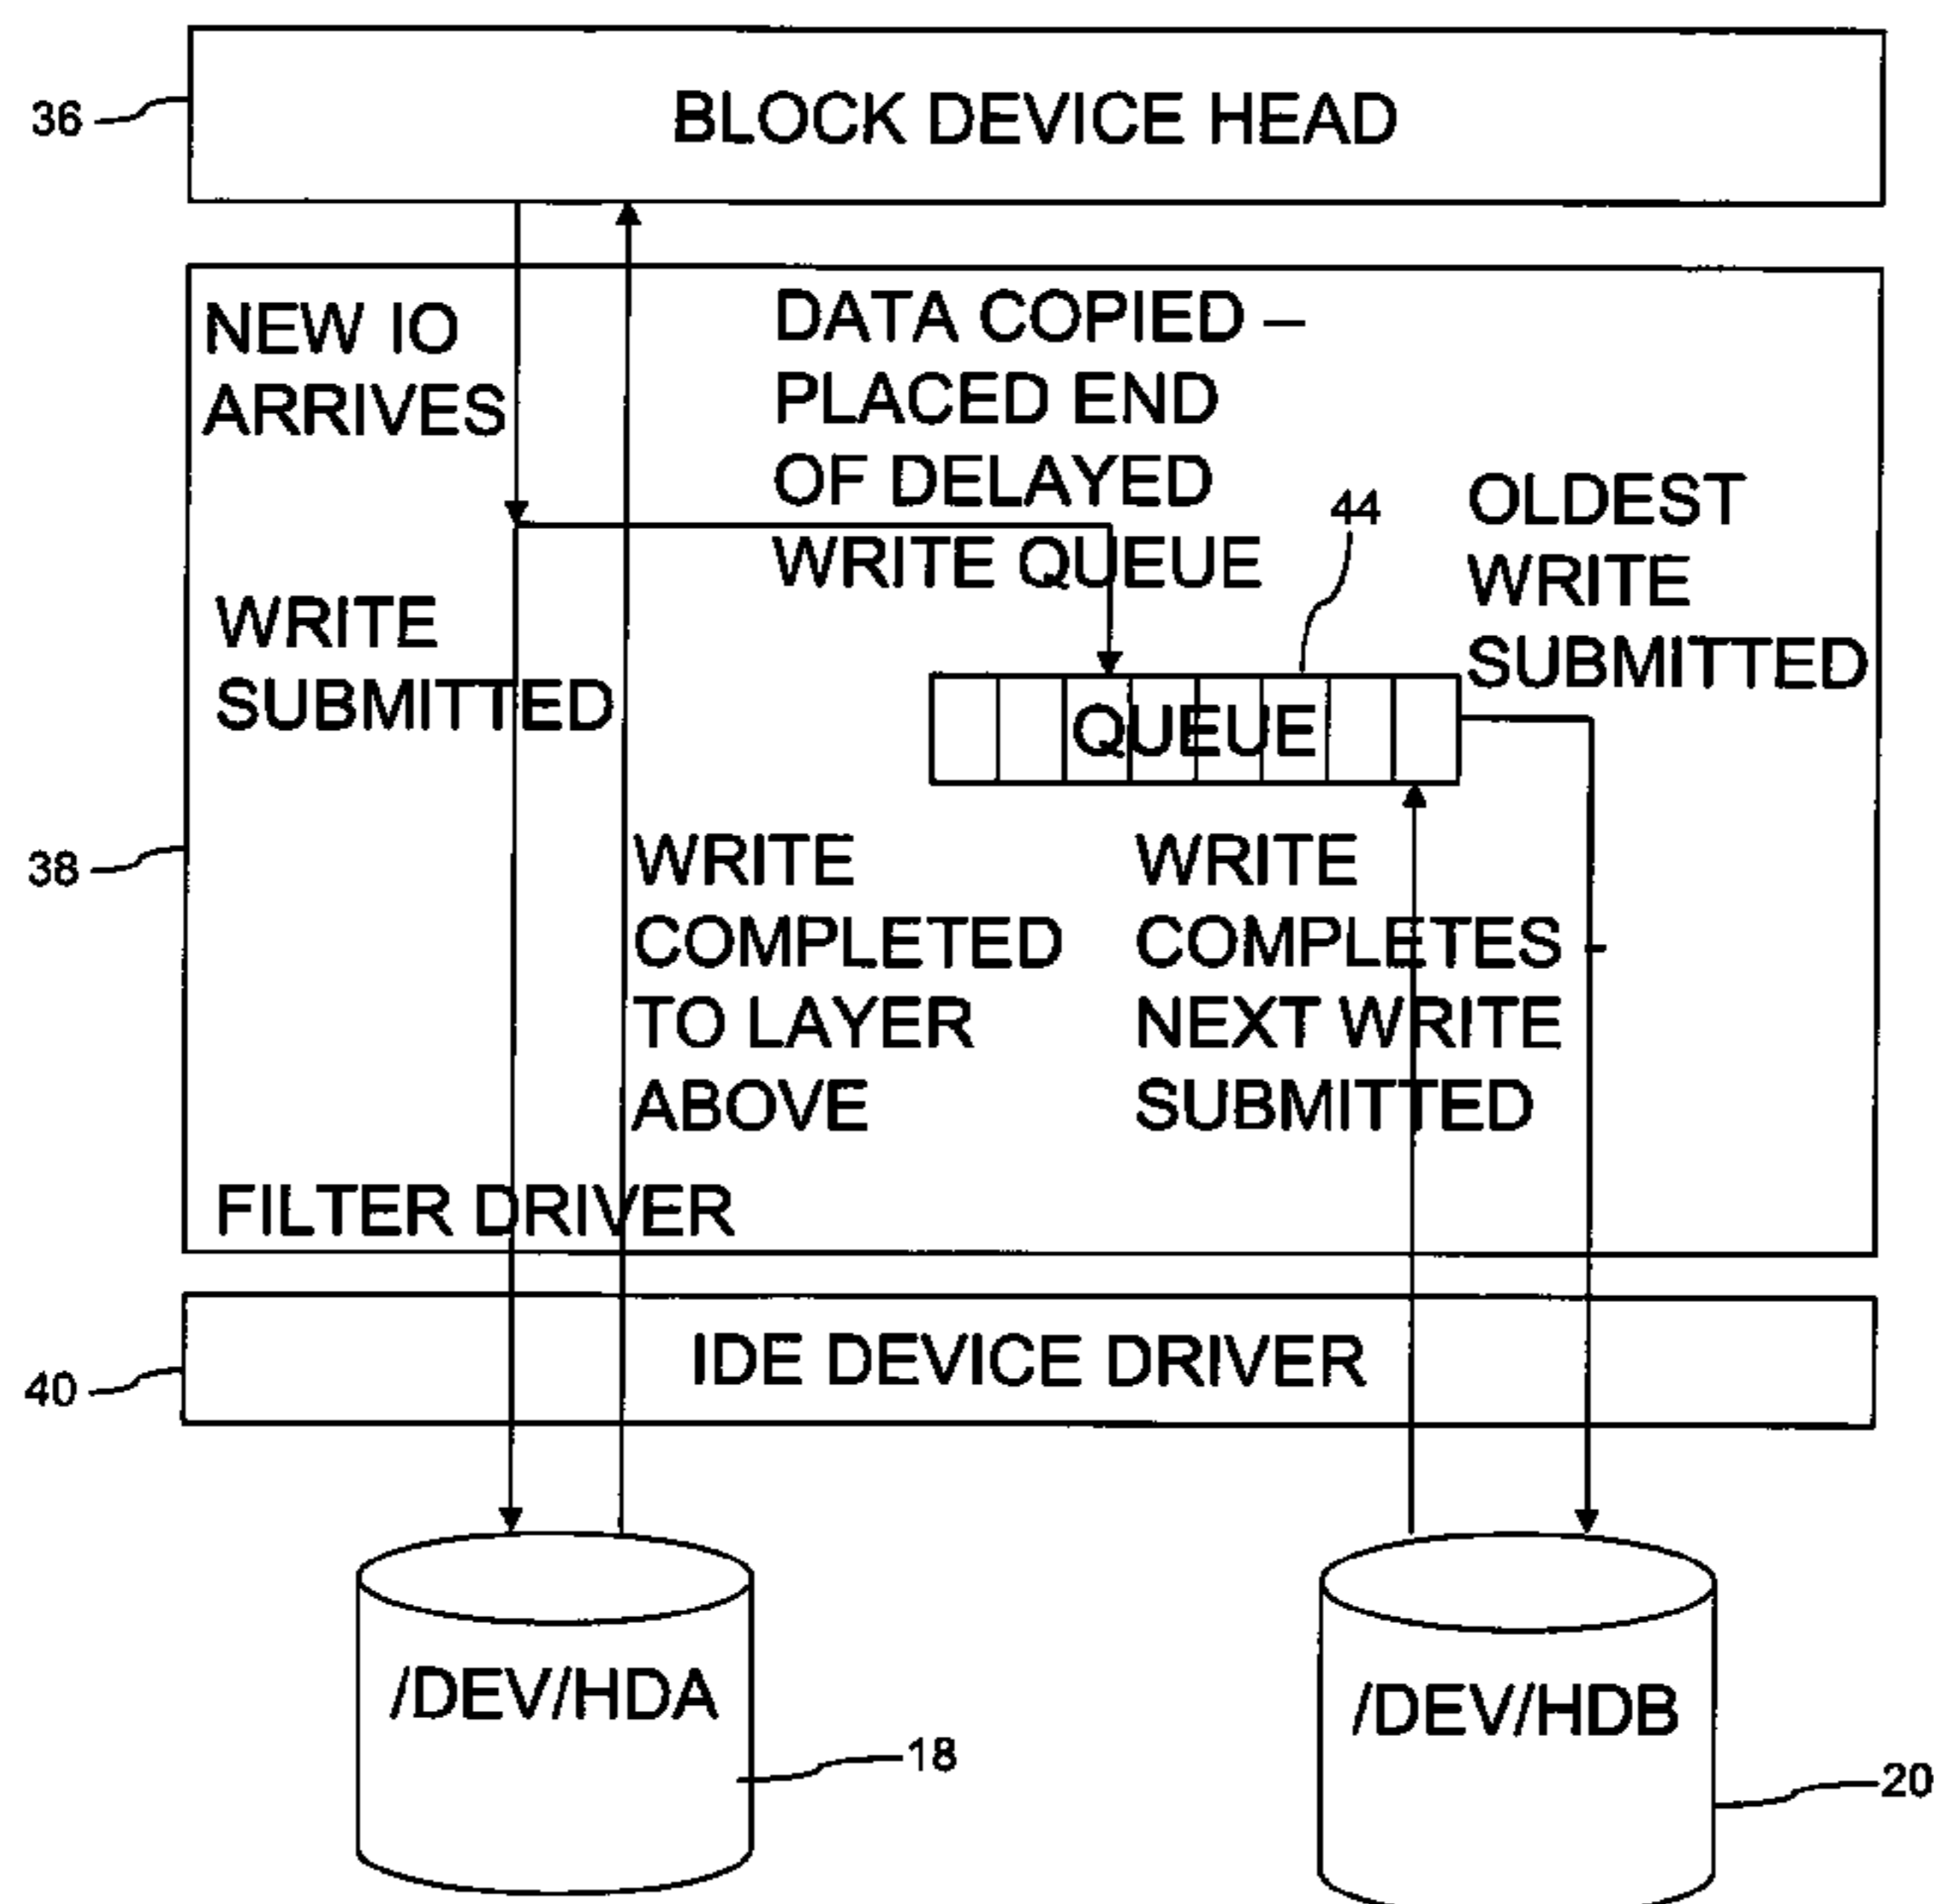 36
BLOCK DEVICE HEAD
NEW IO
ARRIVES
DATA COPIED –
PLACED END
OF DELAYED
WRITE QUEUE
44
OLDEST
WRITE
SUBMITTED
WRITE
SUBMITTED
QUEUE
38
WRITE
COMPLETED
TO LAYER
ABOVE
WRITE
COMPLETES -
NEXT WRITE
SUBMITTED
FILTER DRIVER
40
IDE DEVICE DRIVER
/DEV/HDA
18
/DEV/HDB
20